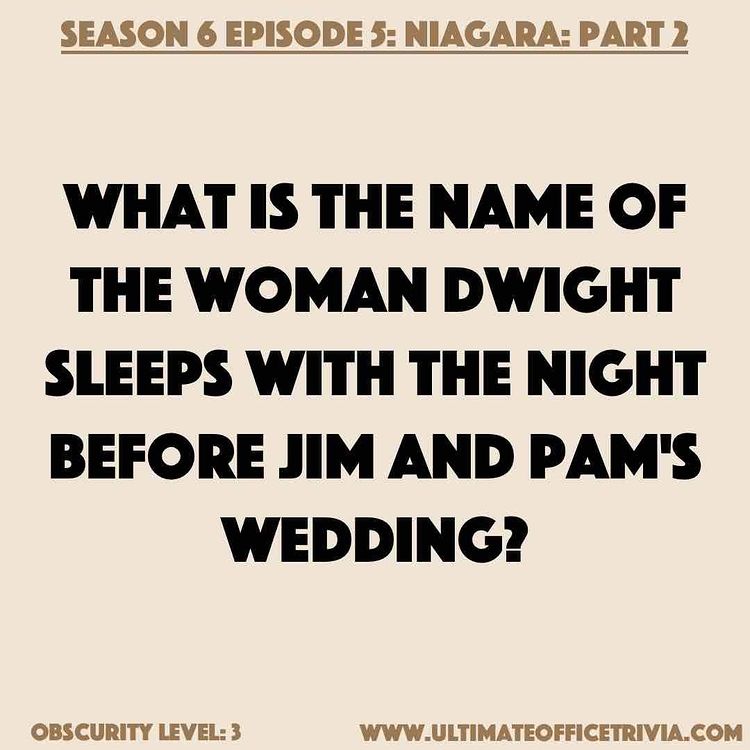 SEASON 6 EPISODE 5: NIAGARA: PART 2
WHAT IS THE NAME OF
THE WOMAN DWIGHT
SLEEPS WITH THE NIGHT
BEFORE JIM AND PAM'S
WEDDING?
OBSCURITY LEVEL: 3
WWW.ULTIMATEOFFICETRIVIA.COM